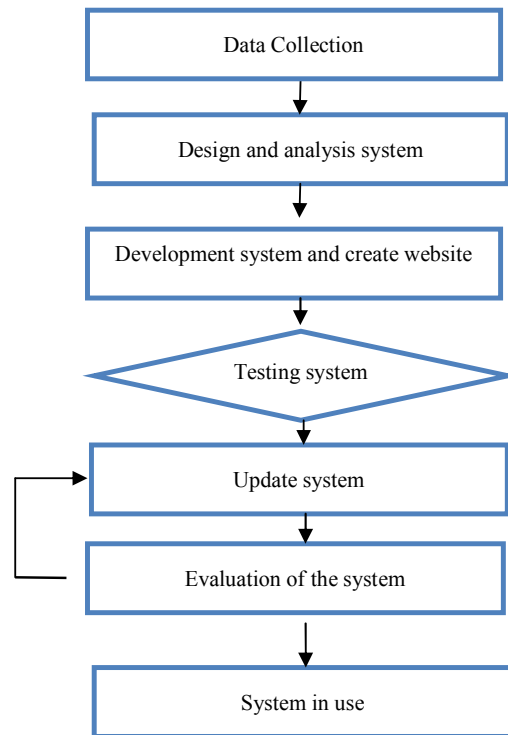 Data Collection
Design and analysis system
Development system and create website
Testing system
Update system
Evaluation of the system
System in use